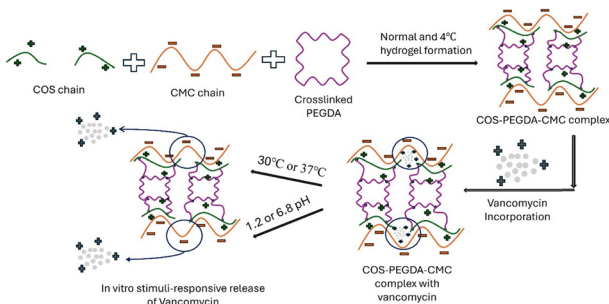 Normal and 4℃
hydrogel formation
COS chain
CMC chain
Crosslinked
PEGDA
COS-PEGDA-CMC complex
30℃ or 37℃
1.2 or 6.8 pH
Vancomycin
Incorporation
COS-PEGDA-CMC
complex with
vancomycin
In vitro stimuli-responsive release
of Vancomycin